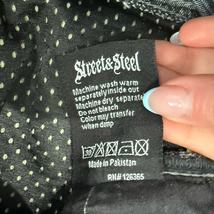 Street&Steel
Machine wash warm
separately inside out
Machine dry separate
Do not bleach
Color may transfer
when damp
Made in Pakistan
RN# 126365